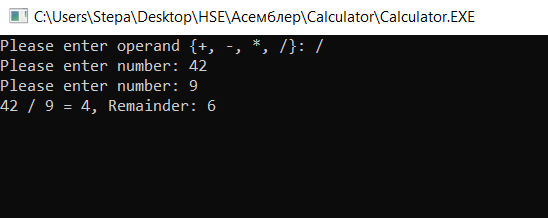 C:\Users\Stepa\Desktop\HSE\Асемблер\Calculator\Calculator.EXE
Please enter operand {+, -, *, /}: /
Please enter number: 42
Please enter number: 9
42 / 9 = 4, Remainder: 6